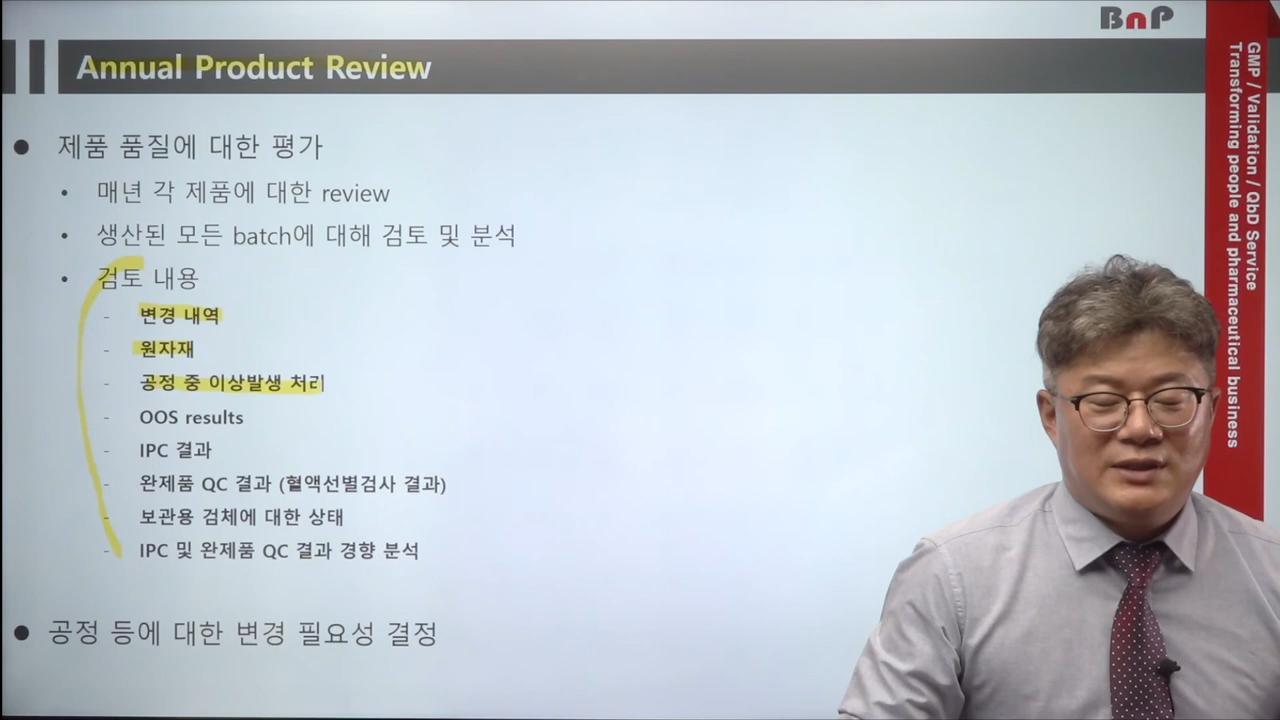 BnP
Annual Product Review
제품 품질에 대한 평가
매년 각 제품에 대한 review
생산된 모든 batch에 대해 검토 및 분석
검토 내용
- 변경 내역
- 원자재
- 공정 중 이상발생 처리
- OOS results
- IPC 결과
- 완제품 QC 결과 (혈액선별검사 결과)
- 보관용 검체에 대한 상태
- IPC 및 완제품 QC 결과 경향 분석
공정 등에 대한 변경 필요성 결정
GMP / Validation / QbD Service
Transforming people and pharmaceutical business